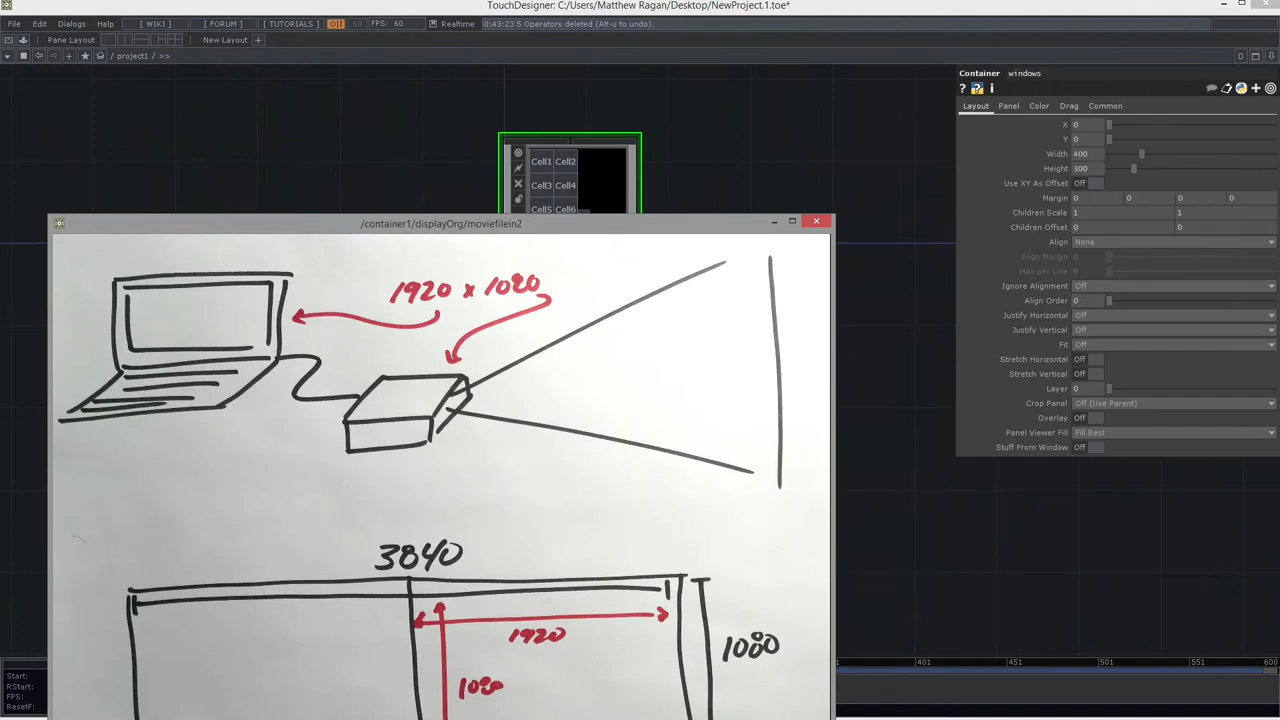 TouchDesigner: C:/Users/Matthew Ragan/Desktop/NewProject.1.toe*
File Edit Dialogs Help [ WIKI ] [ FORUM ] [ TUTORIALS ] O|I FPS: 60 Realtime 0:43:23 5 Operators deleted (Alt-u to undo).
Pane Layout New Layout +
/ project1 / >>
Container windows
Layout Panel Color Drag Common
X 0
Y 0
Width 400
Height 300
Use XY As Offset Off
Margin 0 0 0 0
Children Scale 1 1
Children Offset 0 0
Align None
Align Margin 0
Max per Line 0
Ignore Alignment Off
Align Order 0
Justify Horizontal Off
Justify Vertical Off
Fit Off
Stretch Horizontal Off
Stretch Vertical Off
Layer 0
Crop Panel Off (Use Parent)
Overlay Off
Panel Viewer Fill Fill Best
Stuff From Window Off
Cell1 Cell2
Cell3 Cell4
Cell5 Cell6
/container1/displayOrg/moviefilein2
1920 x 1080
3840
1920
1080
1080
401 451 501 551 600
Start:
RStart:
FPS:
ResetF: